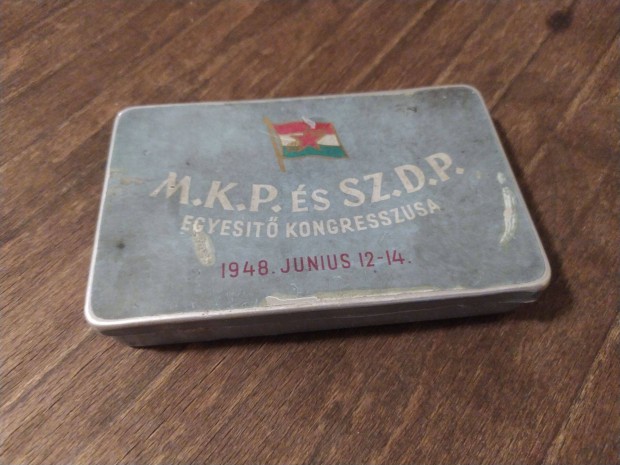 M.K.P. ÉS SZ.D.P.
EGYESITŐ KONGRESSZUSA
1948. JUNIUS 12-14.